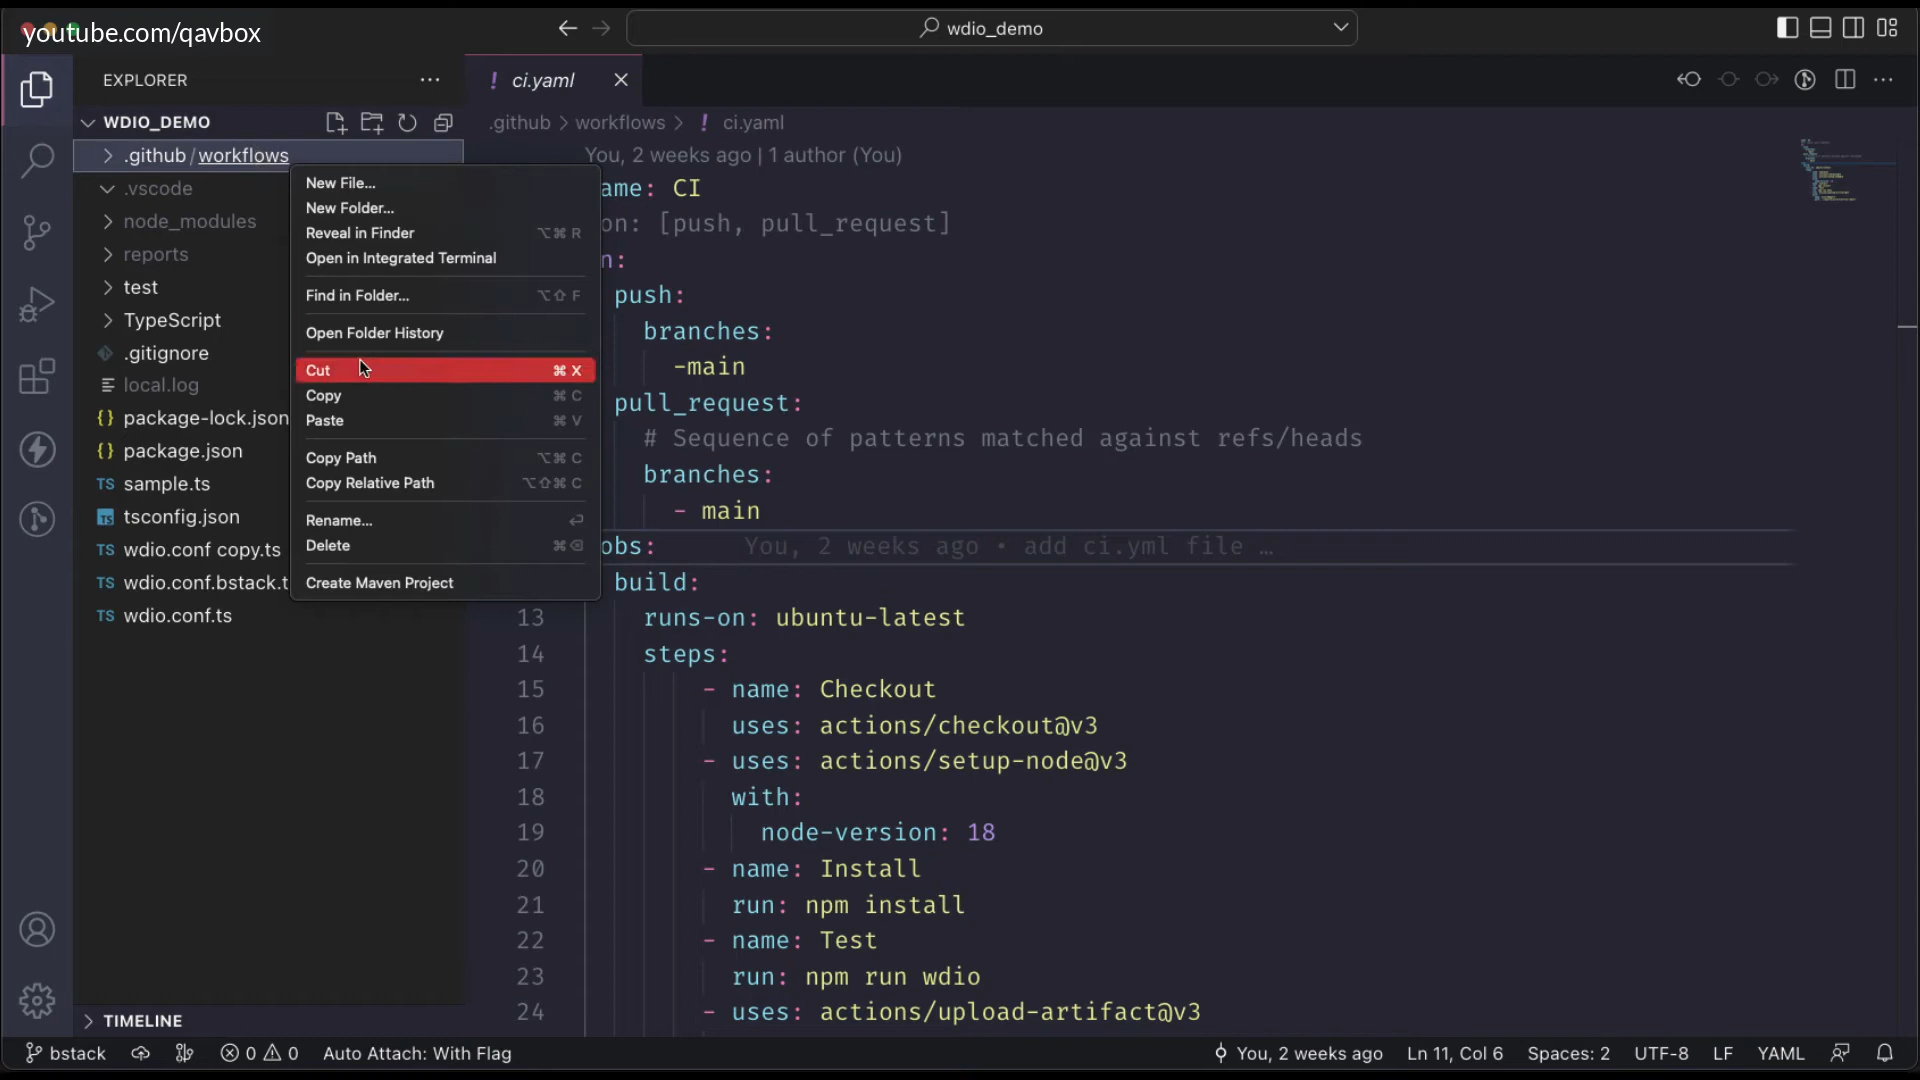 youtube.com/qavbox
wdio_demo
EXPLORER
ci.yaml
WDIO_DEMO
.github/workflows
.vscode
node_modules
reports
test
TypeScript
.gitignore
local.log
package-lock.json
package.json
sample.ts
tsconfig.json
wdio.conf copy.ts
wdio.conf.bstack.t
wdio.conf.ts
TIMELINE
New File...
New Folder...
Reveal in Finder ⌥⌘ R
Open in Integrated Terminal
Find in Folder... ⌥⇧ F
Open Folder History
Cut ⌘ X
Copy ⌘ C
Paste ⌘ V
Copy Path ⌥⌘ C
Copy Relative Path ⌥⇧⌘ C
Rename... ⏎
Delete ⌘⌫
Create Maven Project
.github > workflows > ! ci.yaml
You, 2 weeks ago | 1 author (You)
ame: CI
on: [push, pull_request]
n:
push:
branches:
-main
pull_request:
# Sequence of patterns matched against refs/heads
branches:
- main
obs: You, 2 weeks ago • add ci.yml file …
build:
13 runs-on: ubuntu-latest
14 steps:
15 - name: Checkout
16 uses: actions/checkout@v3
17 - uses: actions/setup-node@v3
18 with:
19 node-version: 18
20 - name: Install
21 run: npm install
22 - name: Test
23 run: npm run wdio
24 - uses: actions/upload-artifact@v3
bstack 0 0 Auto Attach: With Flag You, 2 weeks ago Ln 11, Col 6 Spaces: 2 UTF-8 LF YAML